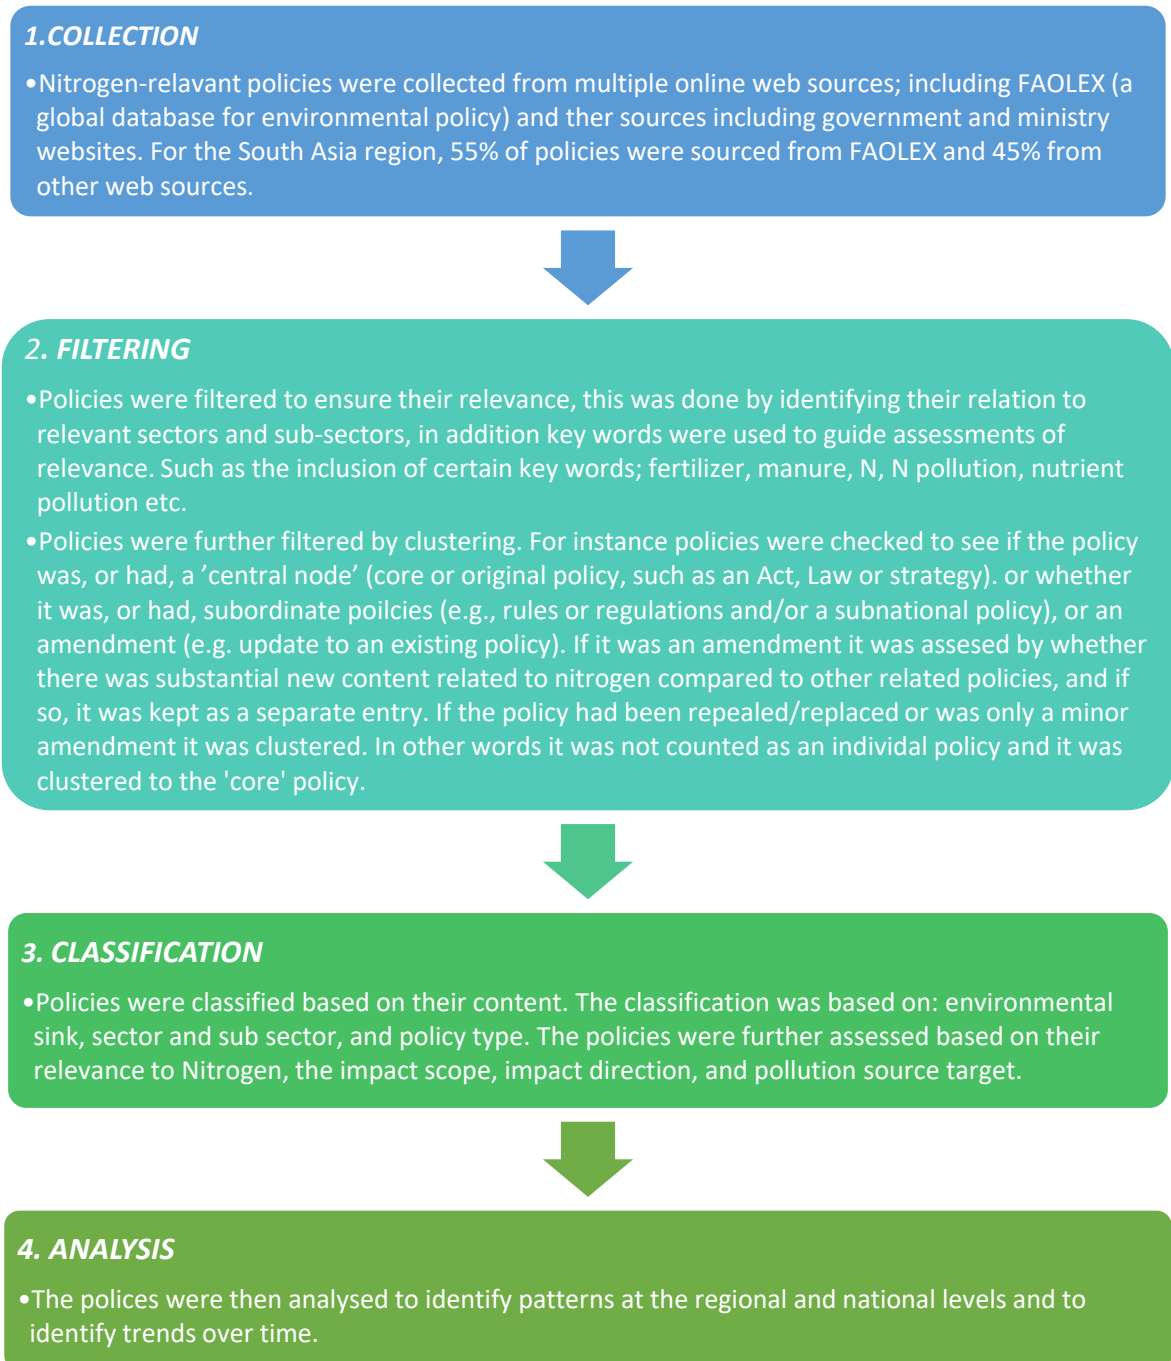 1.COLLECTION
•Nitrogen-relavant policies were collected from multiple online web sources; including FAOLEX (a
global database for environmental policy) and ther sources including government and ministry
websites. For the South Asia region, 55% of policies were sourced from FAOLEX and 45% from
other web sources.
2. FILTERING
•Policies were filtered to ensure their relevance, this was done by identifying their relation to
relevant sectors and sub-sectors, in addition key words were used to guide assessments of
relevance. Such as the inclusion of certain key words; fertilizer, manure, N, N pollution, nutrient
pollution etc.
•Policies were further filtered by clustering. For instance policies were checked to see if the policy
was, or had, a ’central node’ (core or original policy, such as an Act, Law or strategy). or whether
it was, or had, subordinate poilcies (e.g., rules or regulations and/or a subnational policy), or an
amendment (e.g. update to an existing policy). If it was an amendment it was assesed by whether
there was substantial new content related to nitrogen compared to other related policies, and if
so, it was kept as a separate entry. If the policy had been repealed/replaced or was only a minor
amendment it was clustered. In other words it was not counted as an individal policy and it was
clustered to the 'core' policy.
3. CLASSIFICATION
•Policies were classified based on their content. The classification was based on: environmental
sink, sector and sub sector, and policy type. The policies were further assessed based on their
relevance to Nitrogen, the impact scope, impact direction, and pollution source target.
4. ANALYSIS
•The polices were then analysed to identify patterns at the regional and national levels and to
identify trends over time.